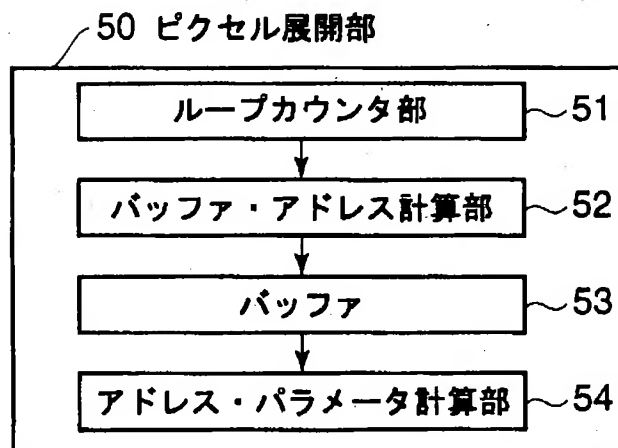 50 ピクセル展開部
ループカウンタ部 51
バッファ・アドレス計算部 52
バッファ 53
アドレス・パラメータ計算部 54